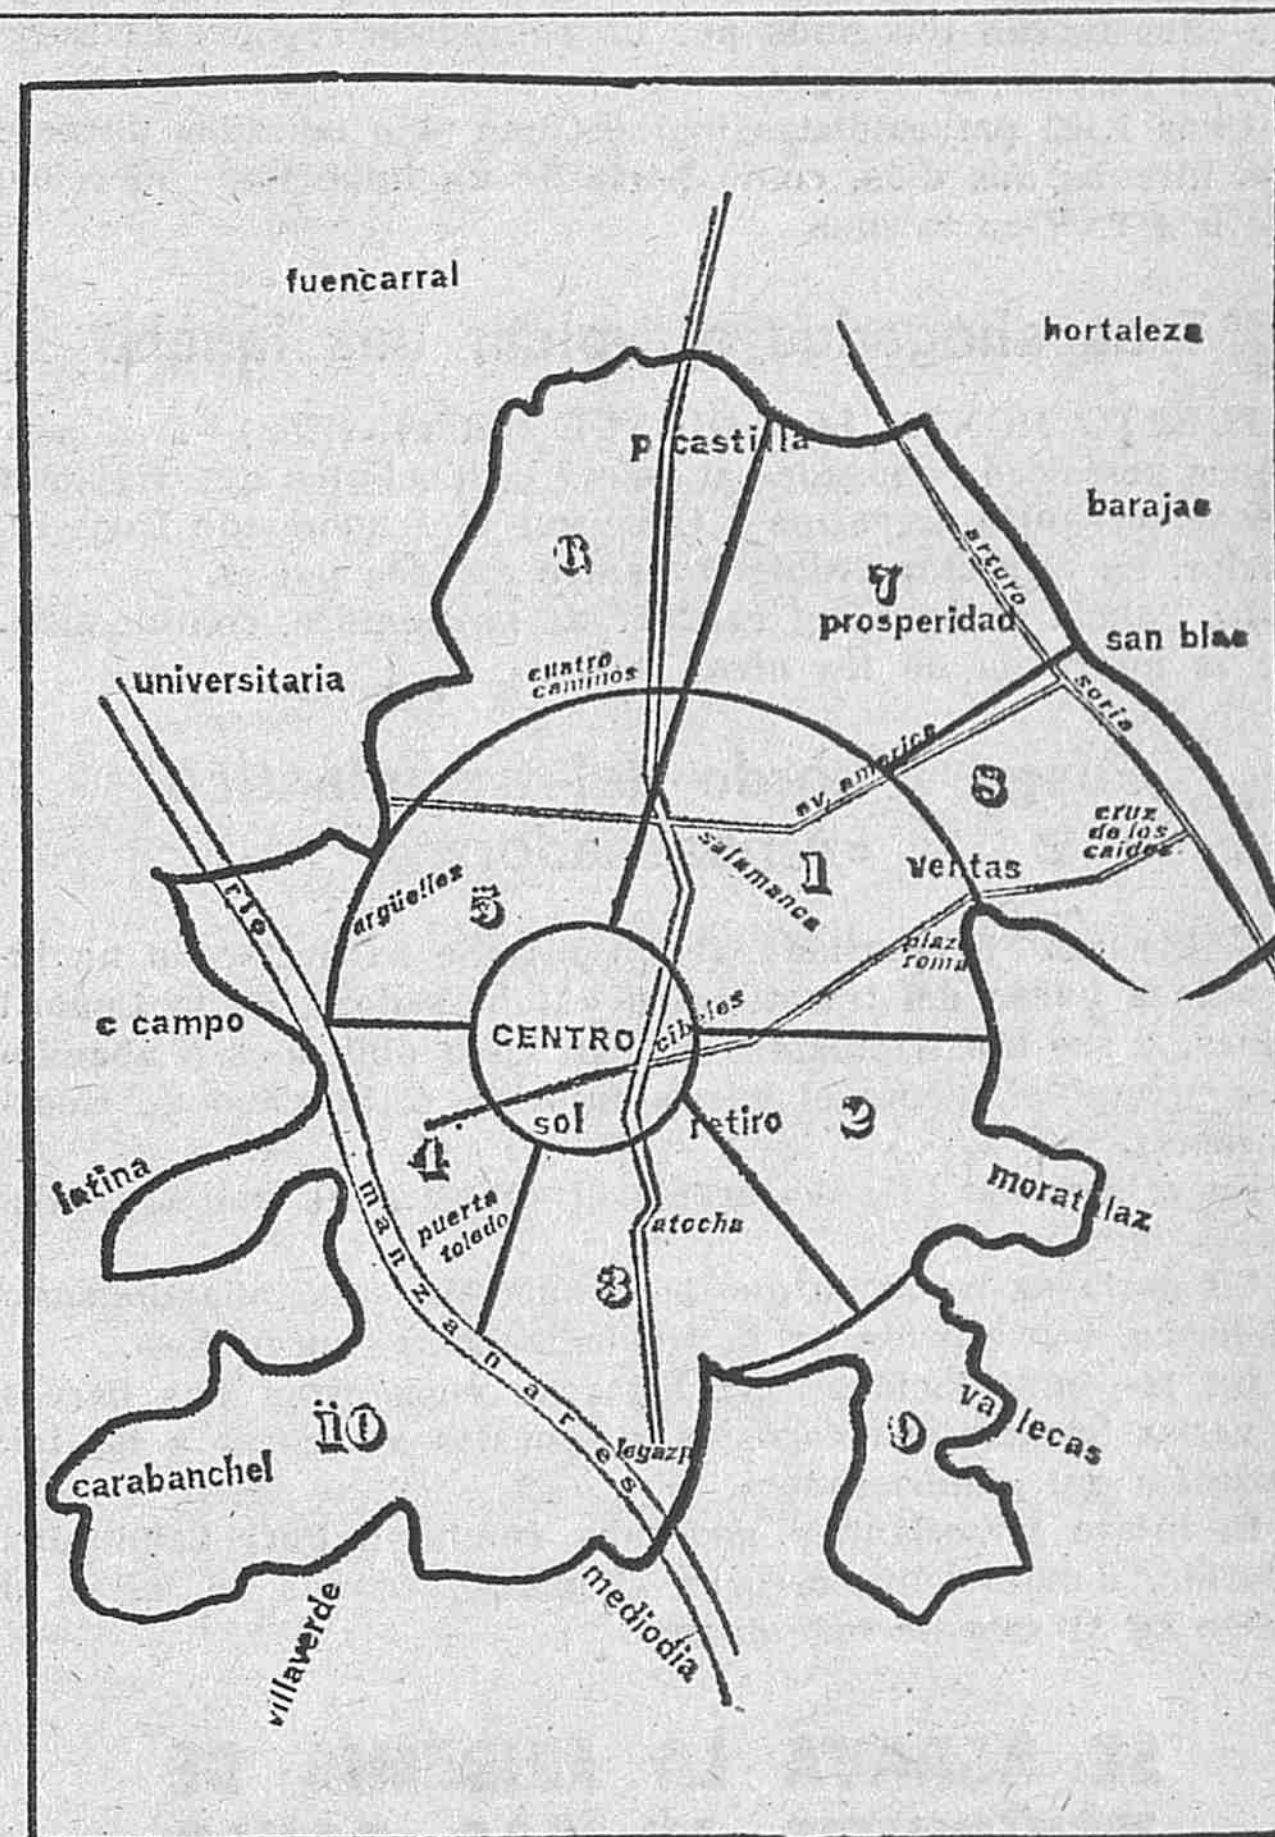 fuencarral
hortaleza
p castilla
barajas
arturo
6
7
prosperidad
san blas
cuatro
caminos
universitaria
soria
av, america
8
cruz
de los
caidos
salamanca
1
ventas
argüelles
5
rio
plaza
roma
c campo
CENTRO
cibeles
sol
retiro
2
4
latina
moratalaz
manzanares
puerta
toledo
atocha
3
vallecas
10
9
legazpi
carabanchel
mediodia
villaverde